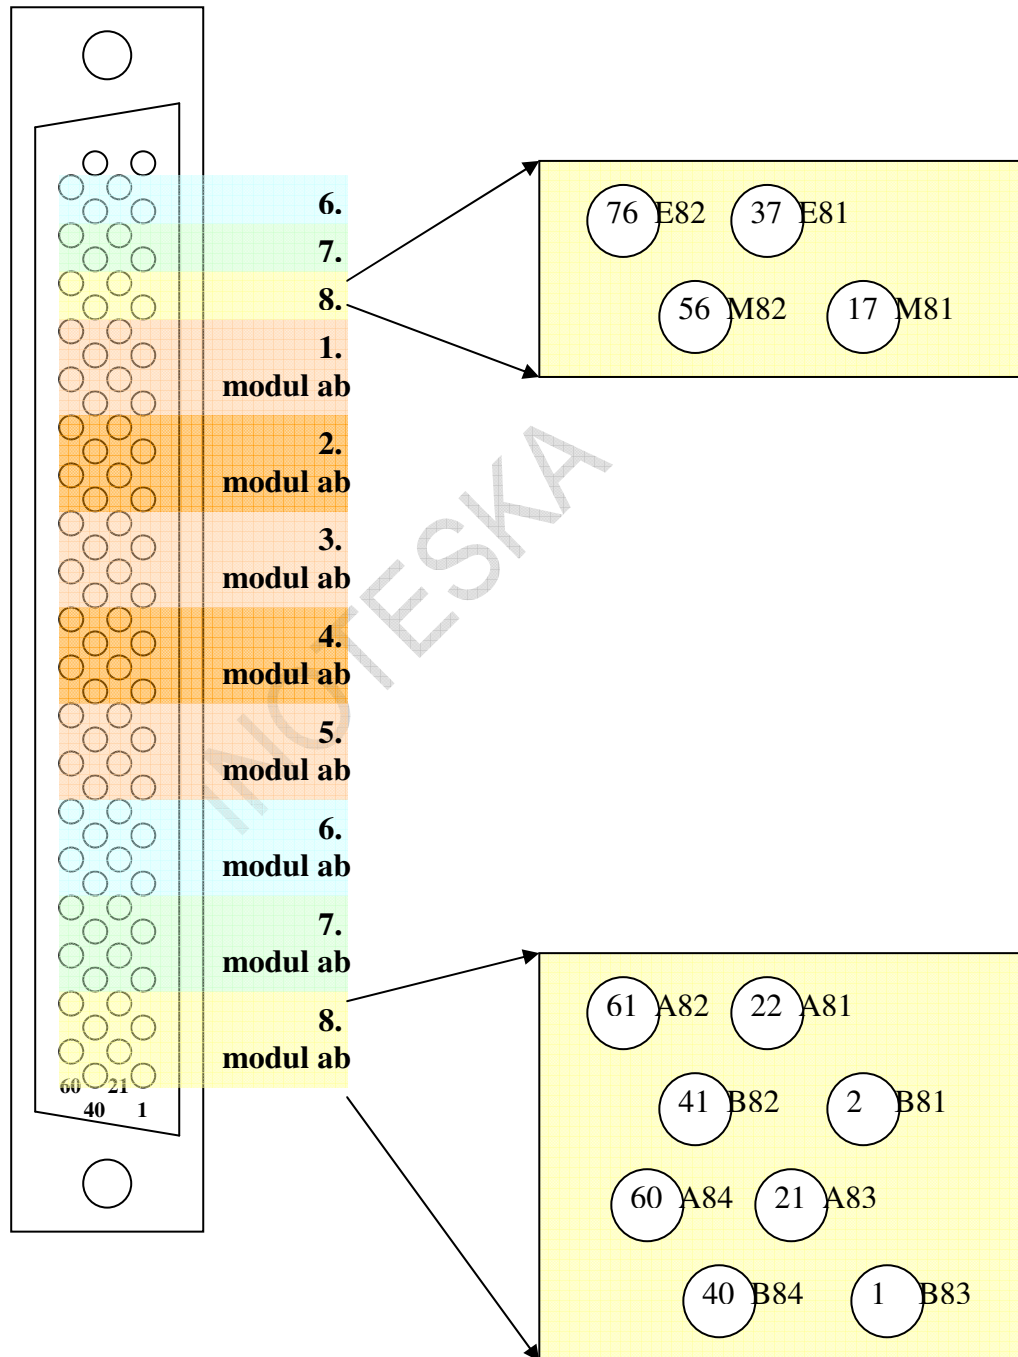 6.
7.
8.
1.
modul ab
2.
modul ab
3.
modul ab
4.
modul ab
5.
modul ab
6.
modul ab
7.
modul ab
8.
modul ab
60 21
40 1
76 E82 37 E81
56 M82 17 M81
61 A82 22 A81
41 B82 2 B81
60 A84 21 A83
40 B84 1 B83
INOTESKA